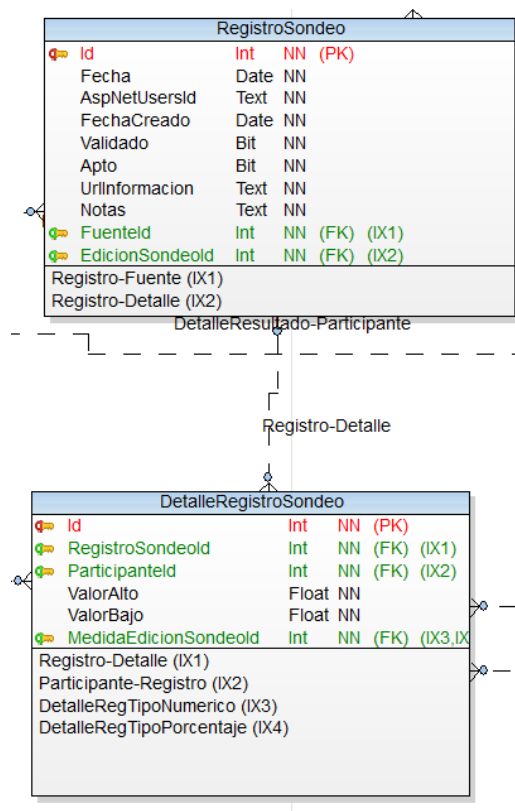 RegistroSondeo
Id Int NN (PK)
Fecha Date NN
AspNetUsersId Text NN
FechaCreado Date NN
Validado Bit NN
Apto Bit NN
UrlInformacion Text NN
Notas Text NN
FuenteId Int NN (FK) (IX1)
EdicionSondeoId Int NN (FK) (IX2)
Registro-Fuente (IX1)
Registro-Detalle (IX2)
DetalleResultado-Participante
Registro-Detalle
DetalleRegistroSondeo
Id Int NN (PK)
RegistroSondeoId Int NN (FK) (IX1)
ParticipanteId Int NN (FK) (IX2)
ValorAlto Float NN
ValorBajo Float NN
MedidaEdicionSondeoId Int NN (FK) (IX3,IX
Registro-Detalle (IX1)
Participante-Registro (IX2)
DetalleRegTipoNumerico (IX3)
DetalleRegTipoPorcentaje (IX4)